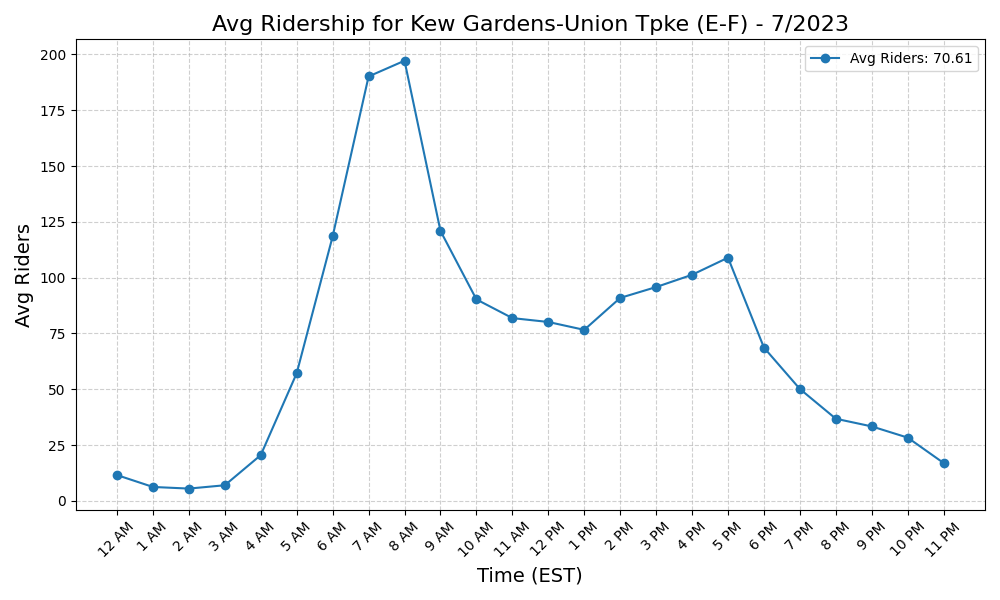 Avg Ridership for Kew Gardens-Union Tpke (E-F) - 7/2023
Avg Riders: 70.61
Avg Riders
200
175
150
125
100
75
50
25
0
12 AM
1 AM
2 AM
3 AM
4 AM
5 AM
6 AM
7 AM
8 AM
9 AM
10 AM
11 AM
12 PM
1 PM
2 PM
3 PM
4 PM
5 PM
6 PM
7 PM
8 PM
9 PM
10 PM
11 PM
Time (EST)